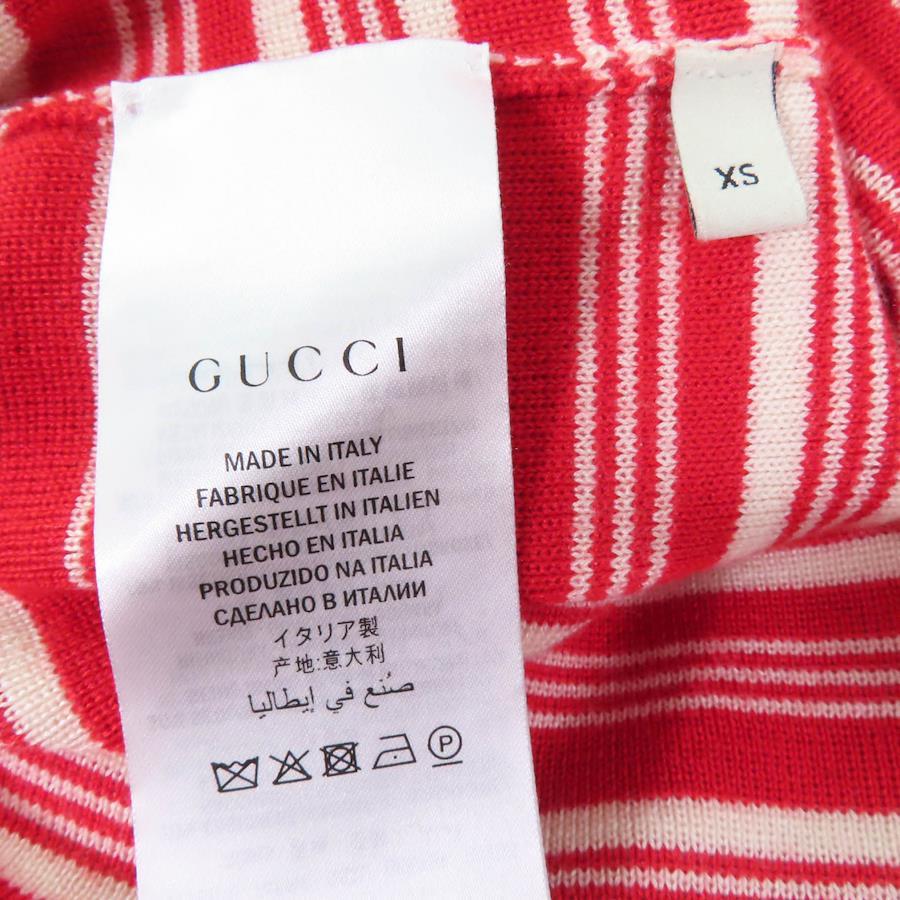 XS
GUCCI
MADE IN ITALY
FABRIQUE EN ITALIE
HERGESTELLT IN ITALIEN
HECHO EN ITALIA
PRODUZIDO NA ITALIA
СДЕЛАНО В ИТАЛИИ
イタリア製
产地:意大利
صُنع في إيطاليا
P